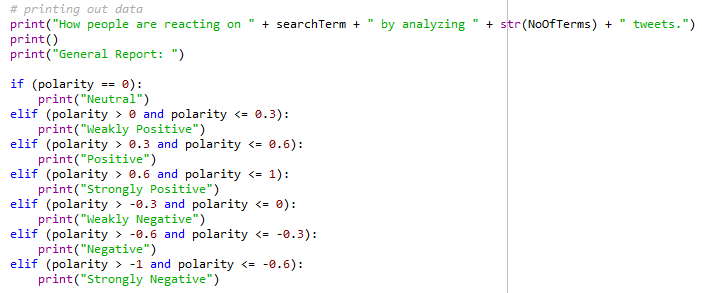 # printing out data
print("How people are reacting on " + searchTerm + " by analyzing " + str(NoOfTerms) + " tweets.")
print()
print("General Report: ")

if (polarity == 0):
    print("Neutral")
elif (polarity > 0 and polarity <= 0.3):
    print("Weakly Positive")
elif (polarity > 0.3 and polarity <= 0.6):
    print("Positive")
elif (polarity > 0.6 and polarity <= 1):
    print("Strongly Positive")
elif (polarity > -0.3 and polarity <= 0):
    print("Weakly Negative")
elif (polarity > -0.6 and polarity <= -0.3):
    print("Negative")
elif (polarity > -1 and polarity <= -0.6):
    print("Strongly Negative")